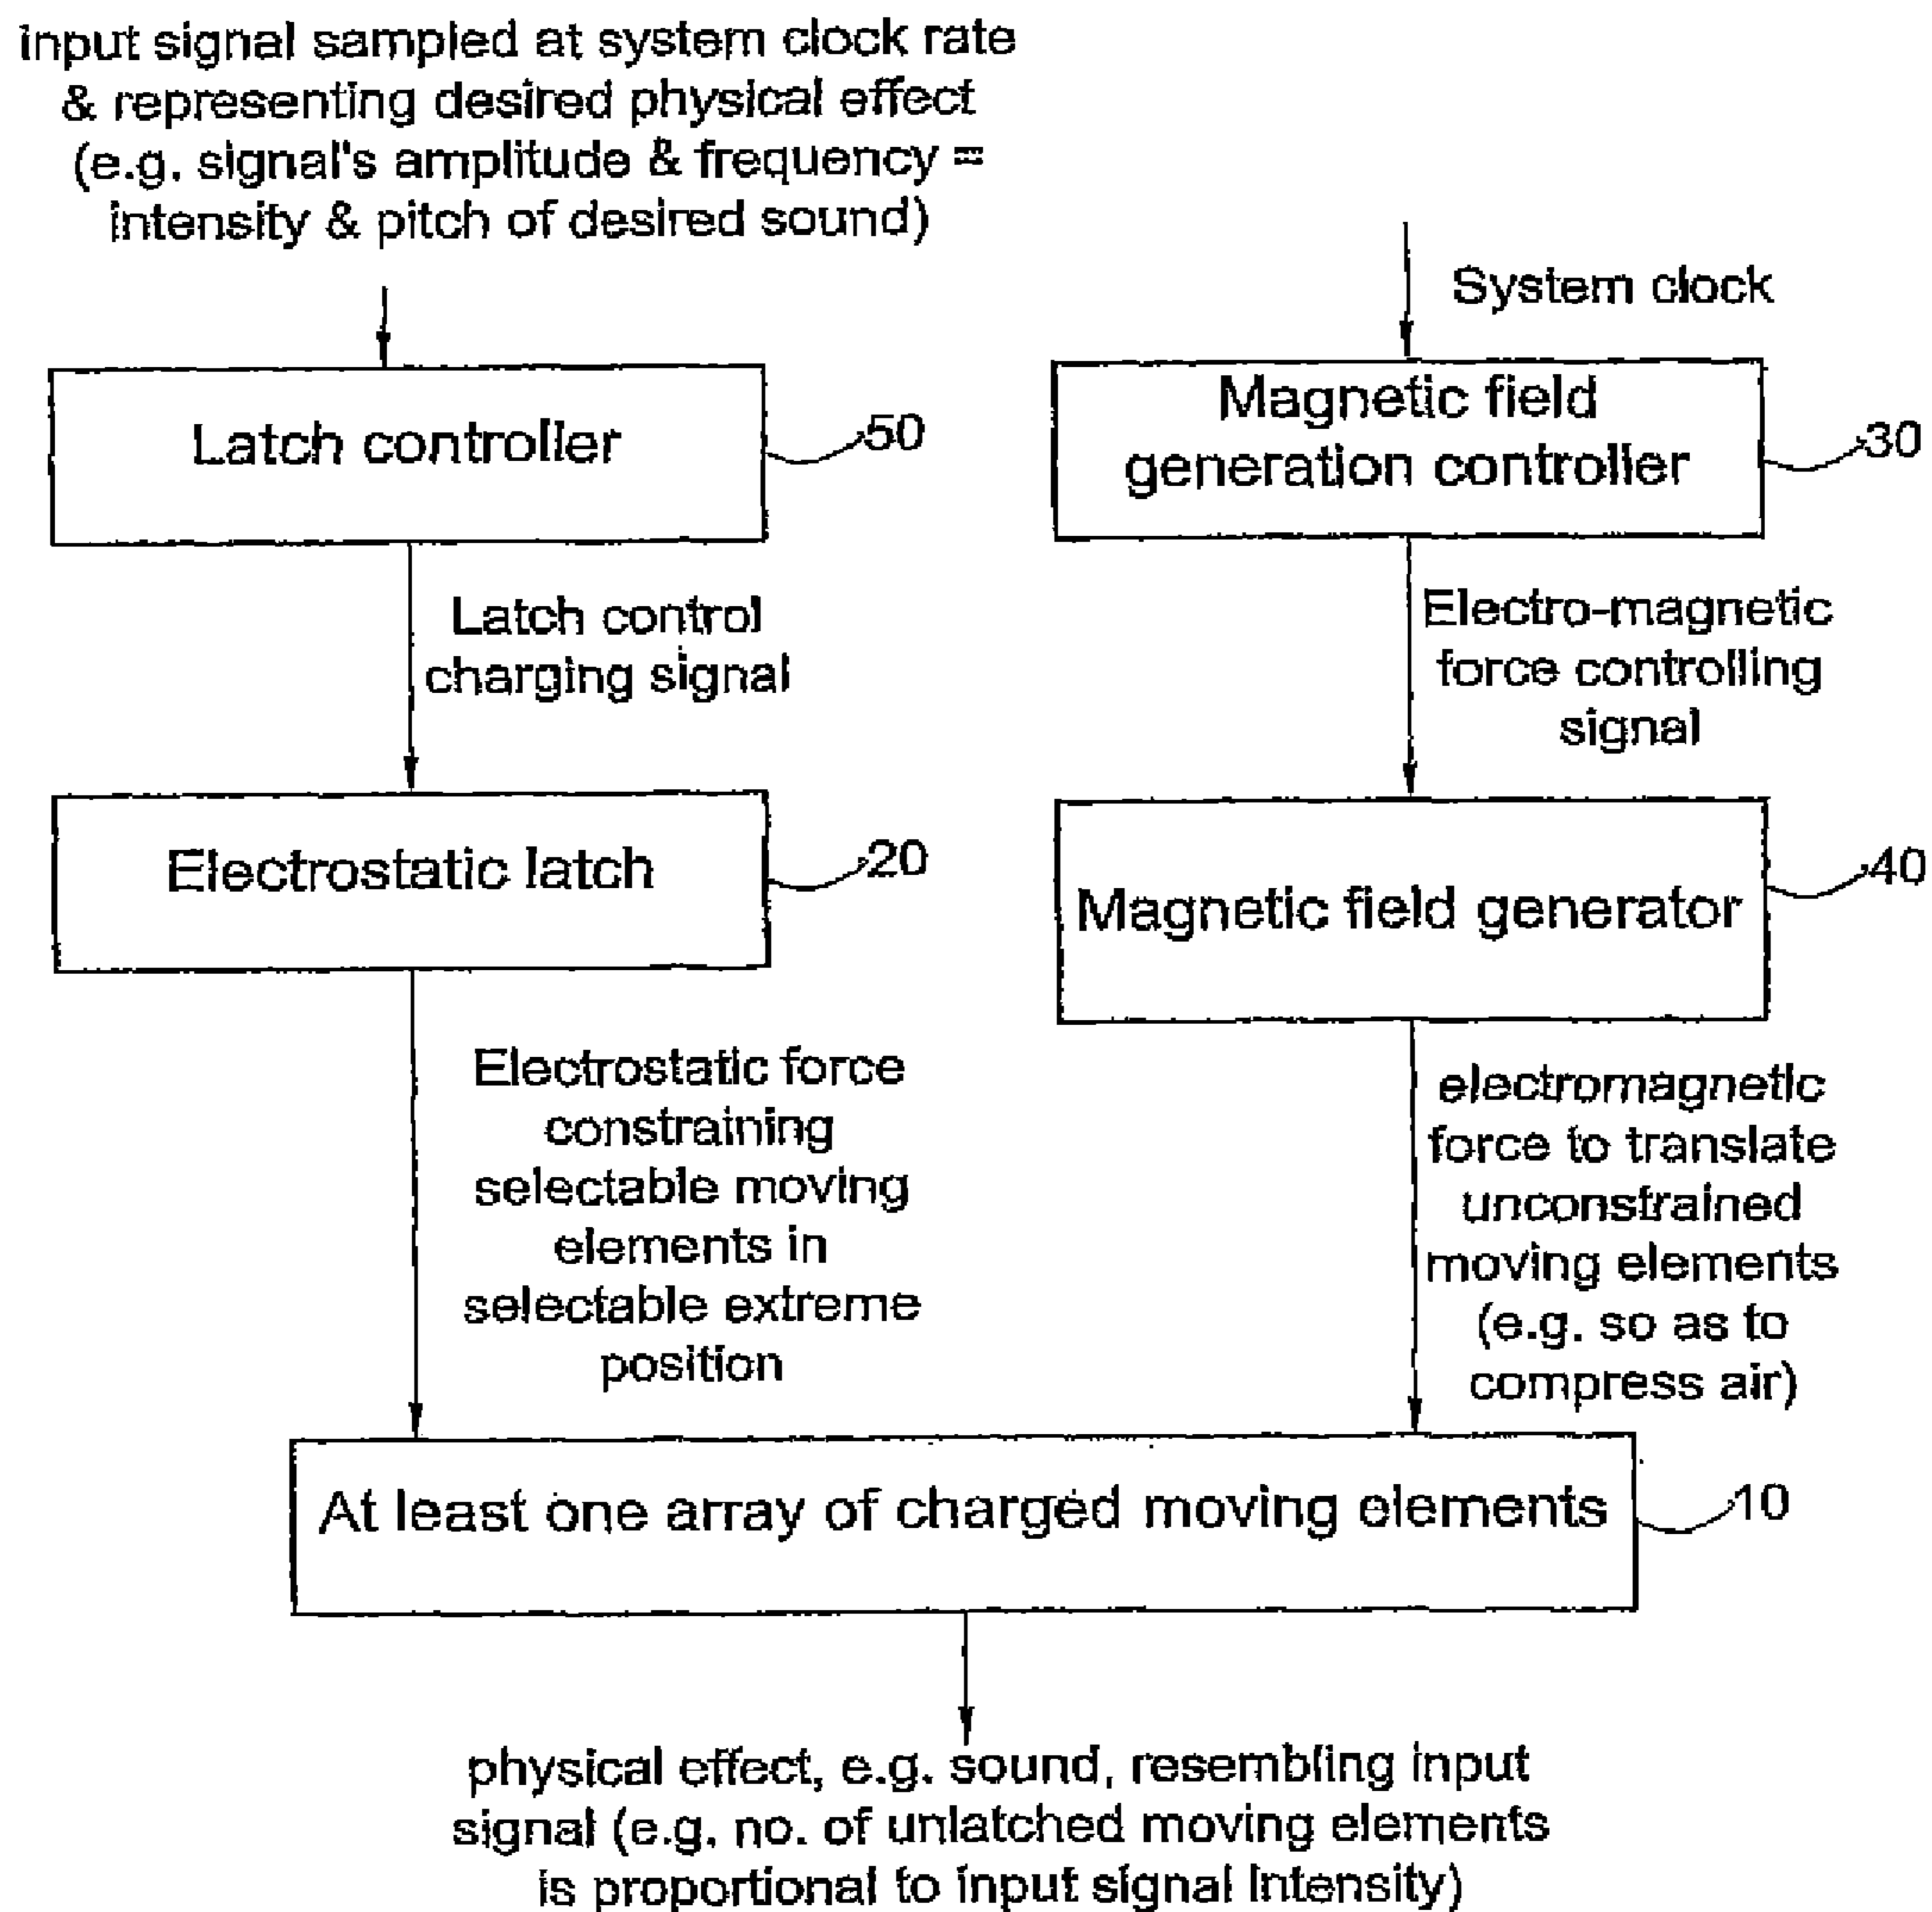 input signal sampled at system clock rate
& representing desired physical effect
(e.g. signal's amplitude & frequency =
intensity & pitch of desired sound)
System clock
Latch controller
50
Magnetic field
generation controller
30
Latch control
charging signal
Electro-magnetic
force controlling
signal
Electrostatic latch
20
Magnetic field generator
40
Electrostatic force
constraining
selectable moving
elements in
selectable extreme
position
electromagnetic
force to translate
unconstrained
moving elements
(e.g. so as to
compress air)
At least one array of charged moving elements
10
physical effect, e.g. sound, resembling input
signal (e.g. no. of unlatched moving elements
is proportional to input signal Intensity)